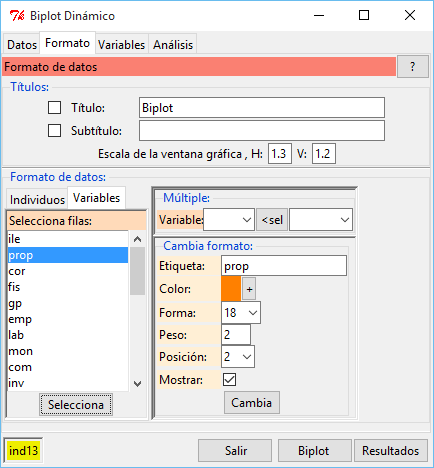 Biplot Dinámico
Datos Formato Variables Análisis
Formato de datos ?
Títulos:
Título: Biplot
Subtítulo:
Escala de la ventana gráfica , H: 1.3 V: 1.2
Formato de datos:
Individuos Variables
Selecciona filas:
ile
prop
cor
fis
gp
emp
lab
mon
com
inv
Selecciona
Múltiple:
Variable: <sel
Cambia formato:
Etiqueta: prop
Color: +
Forma: 18
Peso: 2
Posición: 2
Mostrar:
Cambia
ind13 Salir Biplot Resultados